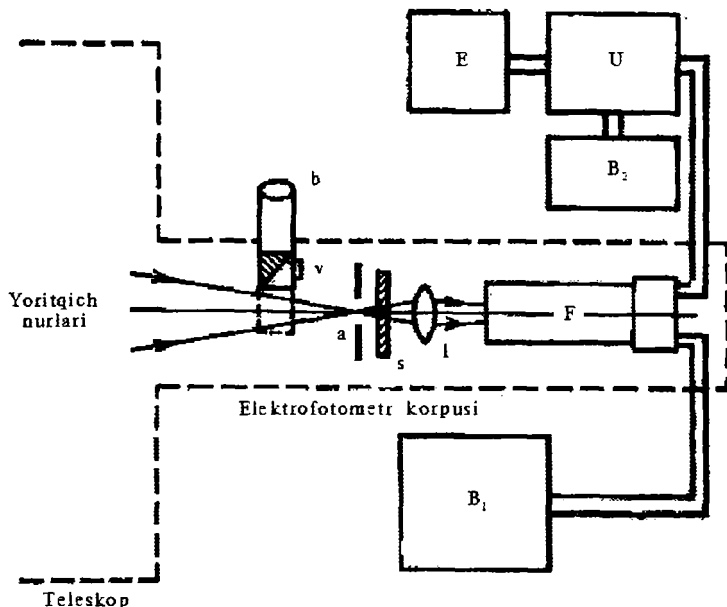 E
U
B₂
b
v
Yoritqich
nurlari
a
s
l
F
Elektrofotometr korpusi
B₁
Teleskop